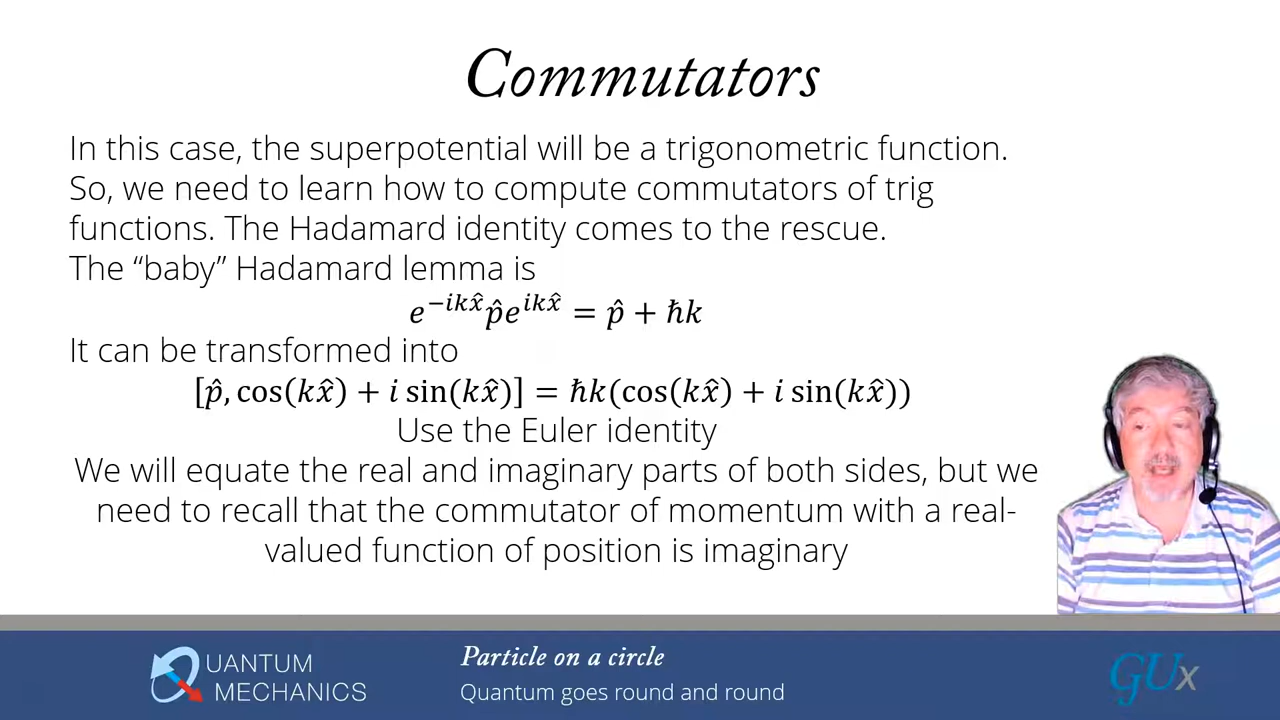 Commutators
In this case, the superpotential will be a trigonometric function.
So, we need to learn how to compute commutators of trig
functions. The Hadamard identity comes to the rescue.
The “baby” Hadamard lemma is
e^{−ikx̂}p̂e^{ikx̂} = p̂ + ħk
It can be transformed into
[p̂, cos(kx̂) + i sin(kx̂)] = ħk(cos(kx̂) + i sin(kx̂))
Use the Euler identity
We will equate the real and imaginary parts of both sides, but we
need to recall that the commutator of momentum with a real-
valued function of position is imaginary
QUANTUM
MECHANICS
Particle on a circle
Quantum goes round and round
GUx